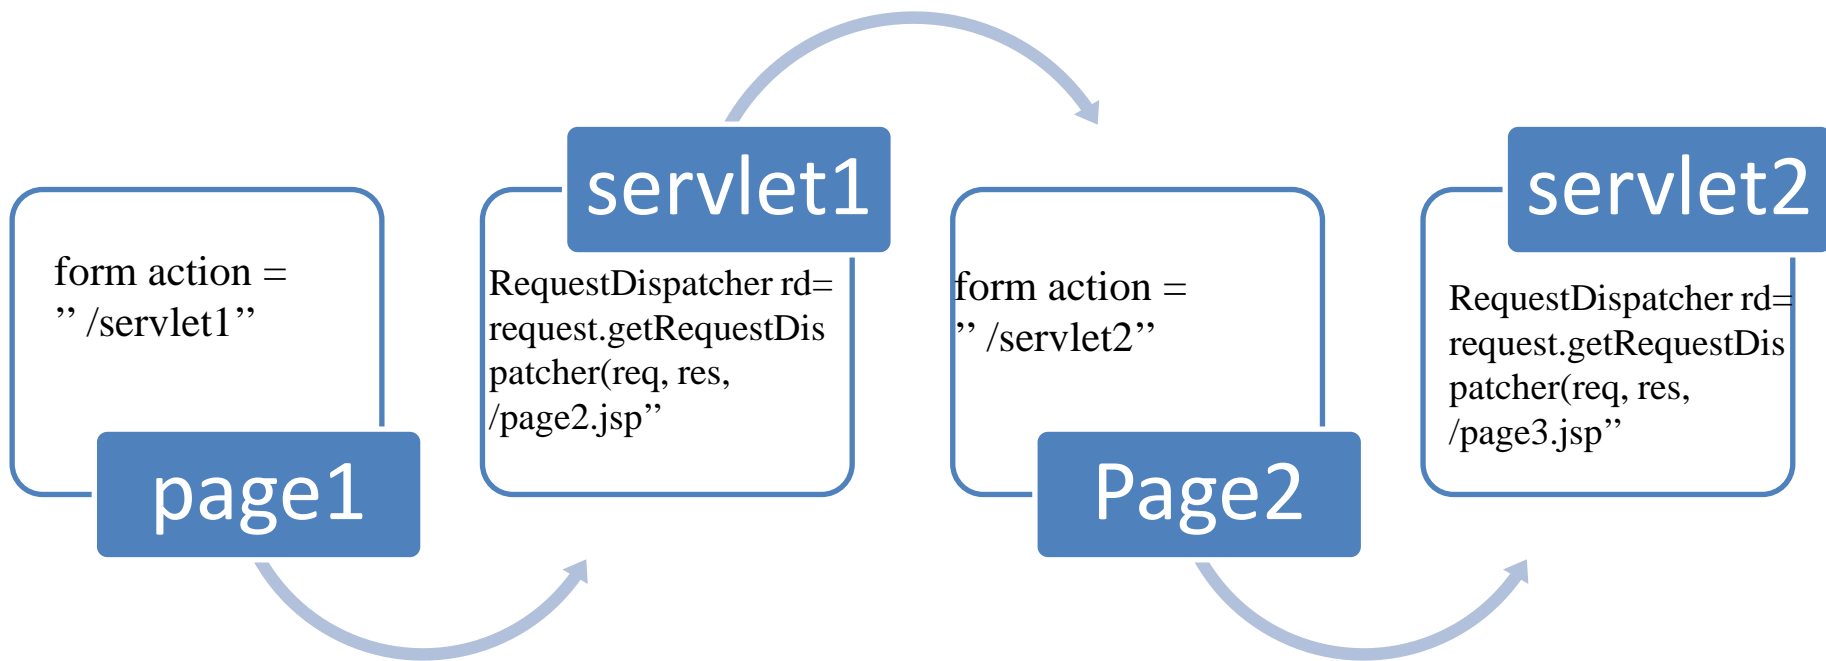 form action =
” /servlet1”
page1
servlet1
RequestDispatcher rd=
request.getRequestDis
patcher(req, res,
/page2.jsp”
form action =
” /servlet2”
Page2
servlet2
RequestDispatcher rd=
request.getRequestDis
patcher(req, res,
/page3.jsp”